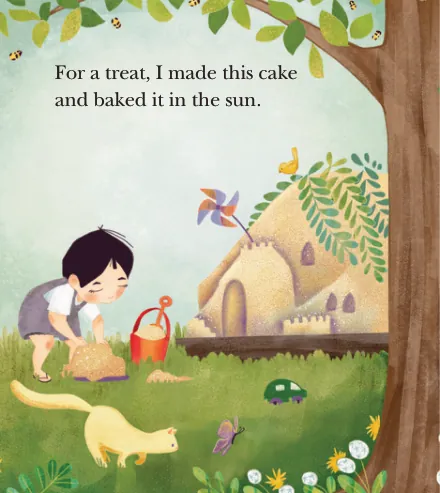 For a treat, I made this cake
and baked it in the sun.